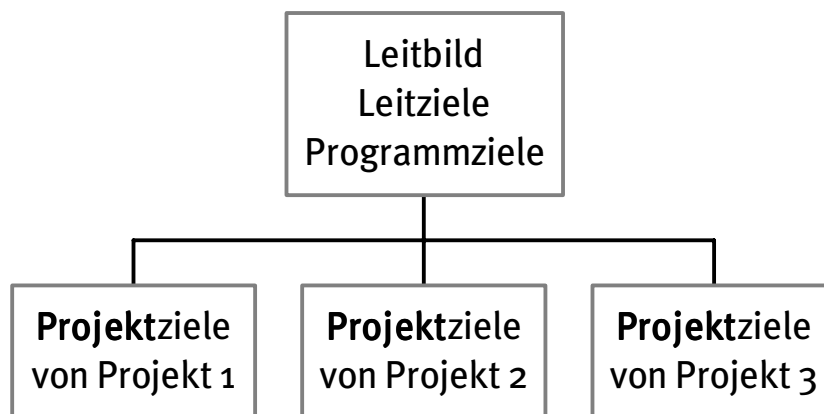 Leitbild
Leitziele
Programmziele
Projektziele
von Projekt 1
Projektziele
von Projekt 2
Projektziele
von Projekt 3